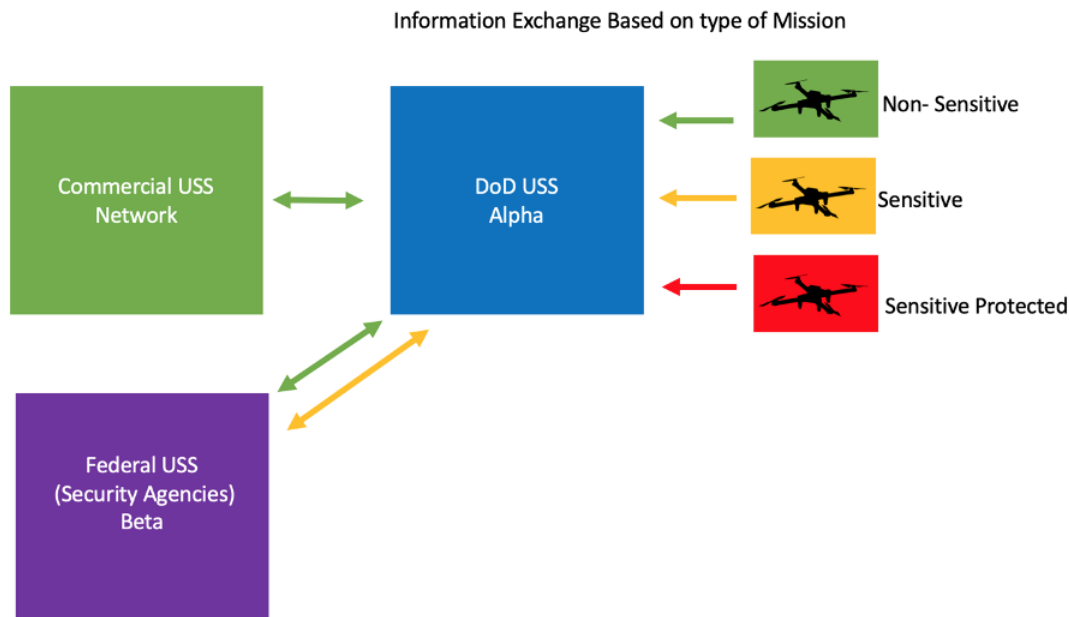 Information Exchange Based on type of Mission
Commercial USS
Network
DoD USS
Alpha
Non- Sensitive
Sensitive
Sensitive Protected
Federal USS
(Security Agencies)
Beta